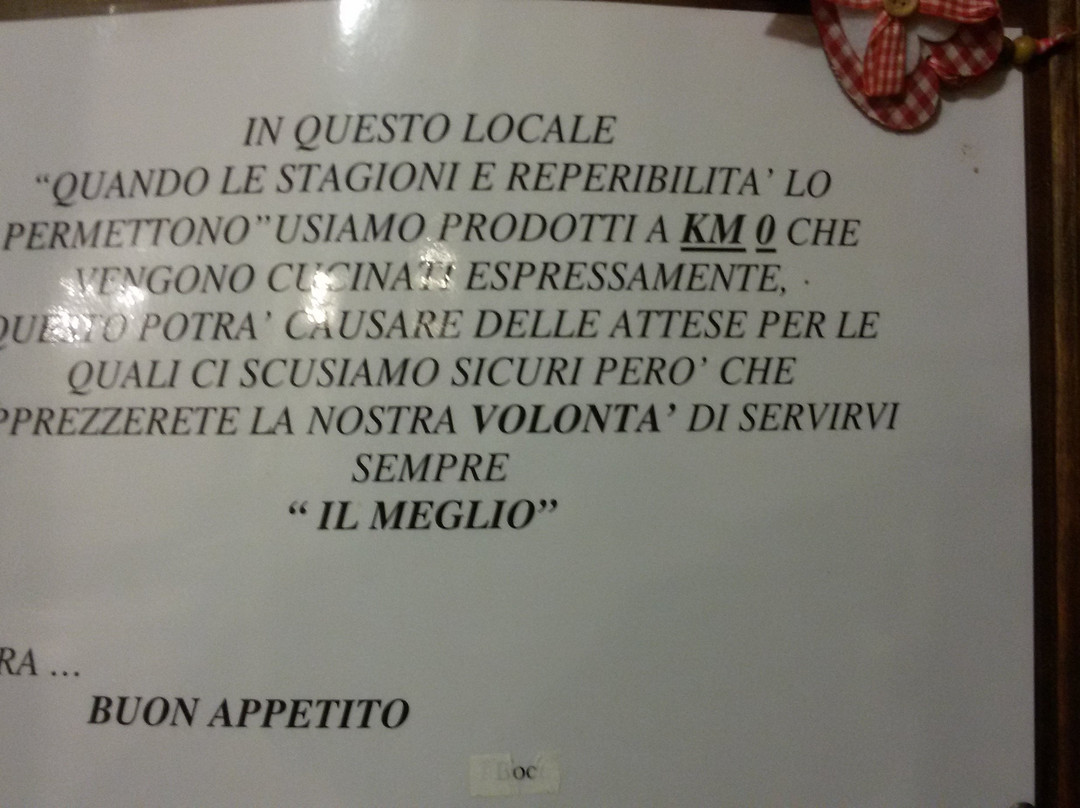 IN QUESTO LOCALE
“QUANDO LE STAGIONI E REPERIBILITA’ LO
PERMETTONO” USIAMO PRODOTTI A KM 0 CHE
VENGONO CUCINATI ESPRESSAMENTE,
QUESTO POTRA’ CAUSARE DELLE ATTESE PER LE
QUALI CI SCUSIAMO SICURI PERO’ CHE
PPREZZERETE LA NOSTRA VOLONTA’ DI SERVIRVI
SEMPRE
“ IL MEGLIO”
RA ...
BUON APPETITO